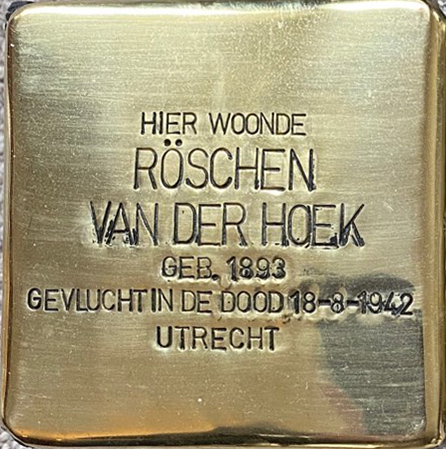 HIER WOONDE
RÖSCHEN
VAN DER HOEK
GEB. 1893
GEVLUCHT IN DE DOOD 18-8-1942
UTRECHT